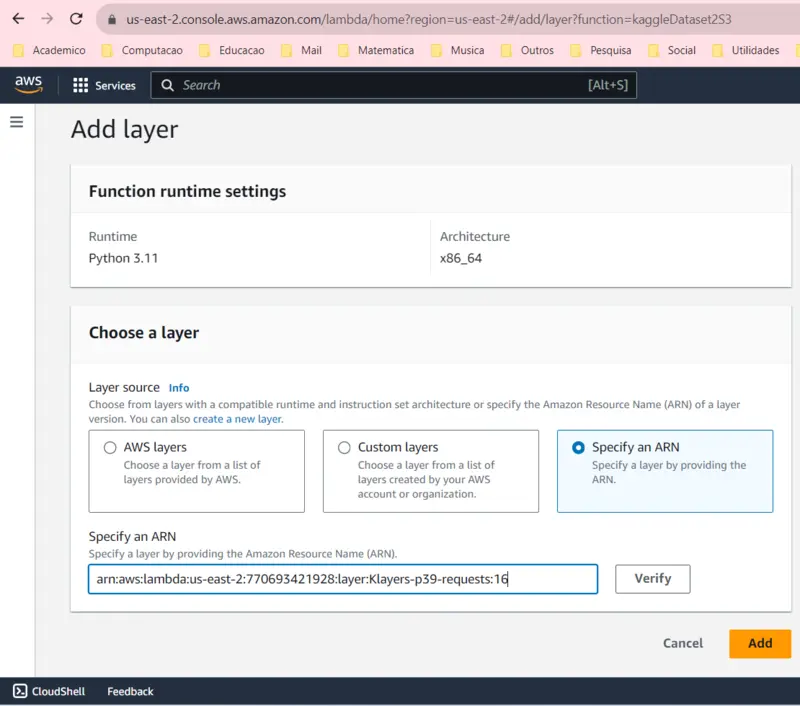 us-east-2.console.aws.amazon.com/lambda/home?region=us-east-2#/add/layer?function=kaggleDataset2S3
Academico Computacao Educacao Mail Matematica Musica Outros Pesquisa Social Utilidades
aws Services Search [Alt+S]
Add layer
Function runtime settings
Runtime Architecture
Python 3.11 x86_64
Choose a layer
Layer source Info
Choose from layers with a compatible runtime and instruction set architecture or specify the Amazon Resource Name (ARN) of a layer
version. You can also create a new layer.
AWS layers
Choose a layer from a list of
layers provided by AWS.
Custom layers
Choose a layer from a list of
layers created by your AWS
account or organization.
Specify an ARN
Specify a layer by providing the
ARN.
Specify an ARN
Specify a layer by providing the Amazon Resource Name (ARN).
arn:aws:lambda:us-east-2:770693421928:layer:Klayers-p39-requests:16
Verify
Cancel Add
CloudShell Feedback